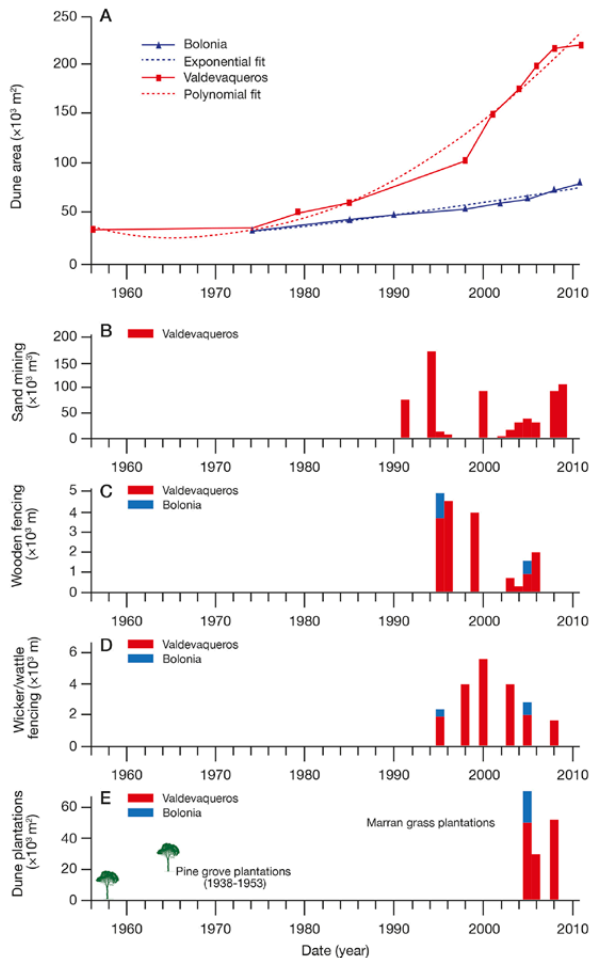 A
Dune area (×10³ m²)
250
200
150
100
50
0
Bolonia
Exponential fit
Valdevaqueros
Polynomial fit
1960 1970 1980 1990 2000 2010
B
Sand mining
(×10³ m³)
200
150
100
50
0
Valdevaqueros
1960 1970 1980 1990 2000 2010
C
Wooden fencing
(×10³ m)
5
4
3
2
1
0
Valdevaqueros
Bolonia
1960 1970 1980 1990 2000 2010
D
Wicker/wattle
fencing (×10³ m)
6
4
2
0
Valdevaqueros
Bolonia
1960 1970 1980 1990 2000 2010
E
Dune plantations
(×10³ m²)
60
40
20
0
Valdevaqueros
Bolonia
Marran grass plantations
Pine grove plantations
(1938-1953)
1960 1970 1980 1990 2000 2010
Date (year)